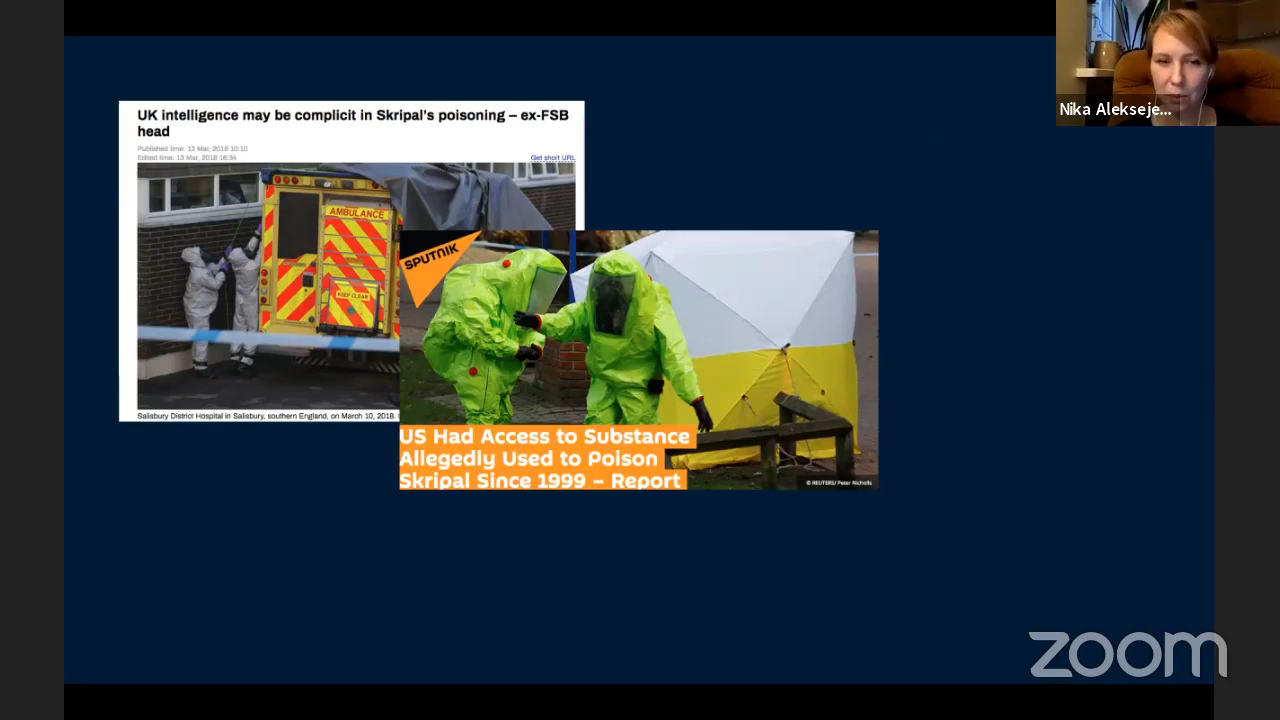 UK intelligence may be complicit in Skripal's poisoning – ex-FSB
head
Published time: 13 Mar, 2018 10:10
Edited time: 13 Mar, 2018 16:34
Get short URL
AMBULANCE
KEEP CLEAR
Salisbury District Hospital in Salisbury, southern England, on March 10, 2018.
SPUTNIK
US Had Access to Substance
Allegedly Used to Poison
Skripal Since 1999 – Report
© REUTERS/ Peter Nicholls
Nika Alekseje...
zoom